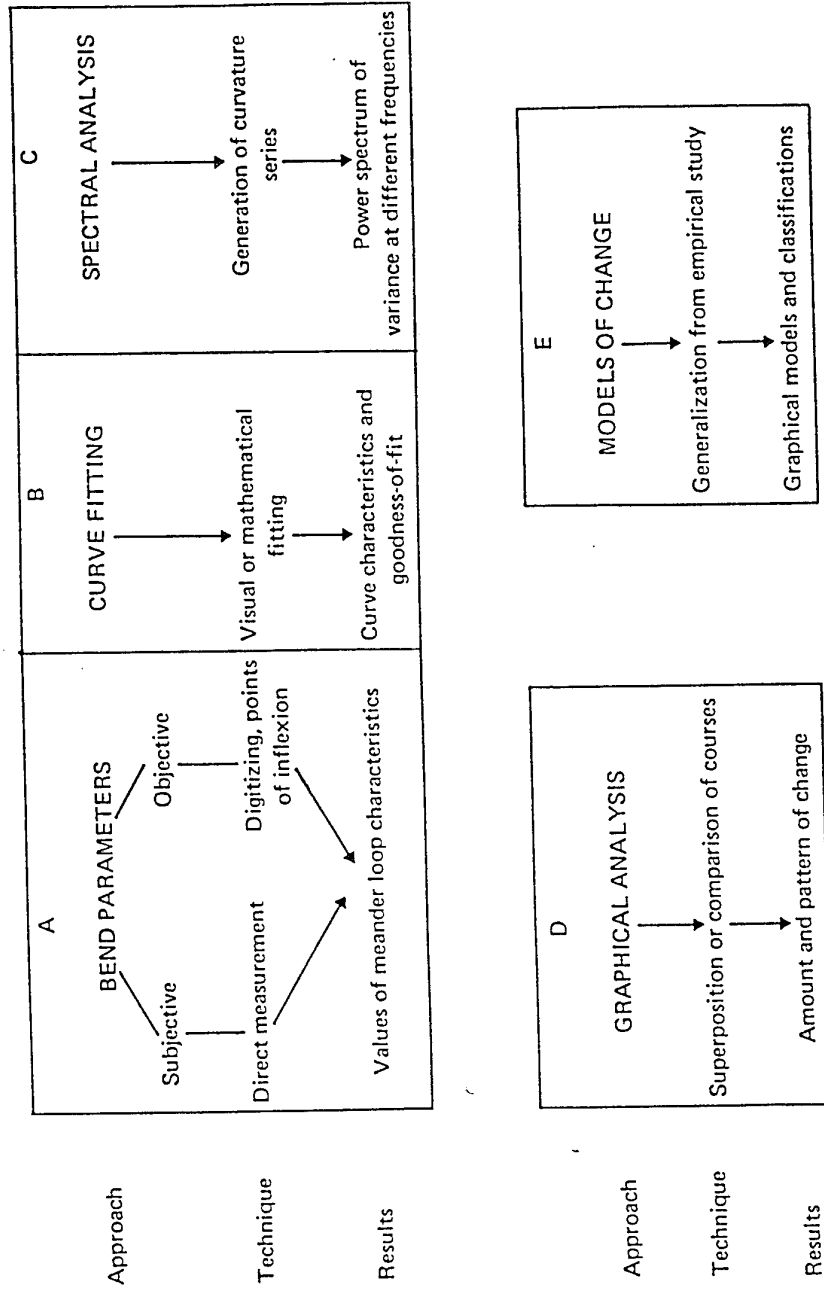 A
BEND PARAMETERS
Subjective
Objective
Direct measurement
Digitizing, points
of inflexion
Values of meander loop characteristics
B
CURVE FITTING
Visual or mathematical
fitting
Curve characteristics and
goodness-of-fit
C
SPECTRAL ANALYSIS
Generation of curvature
series
Power spectrum of
variance at different frequencies
Approach
Technique
Results
D
GRAPHICAL ANALYSIS
Superposition or comparison of courses
Amount and pattern of change
E
MODELS OF CHANGE
Generalization from empirical study
Graphical models and classifications
Approach
Technique
Results